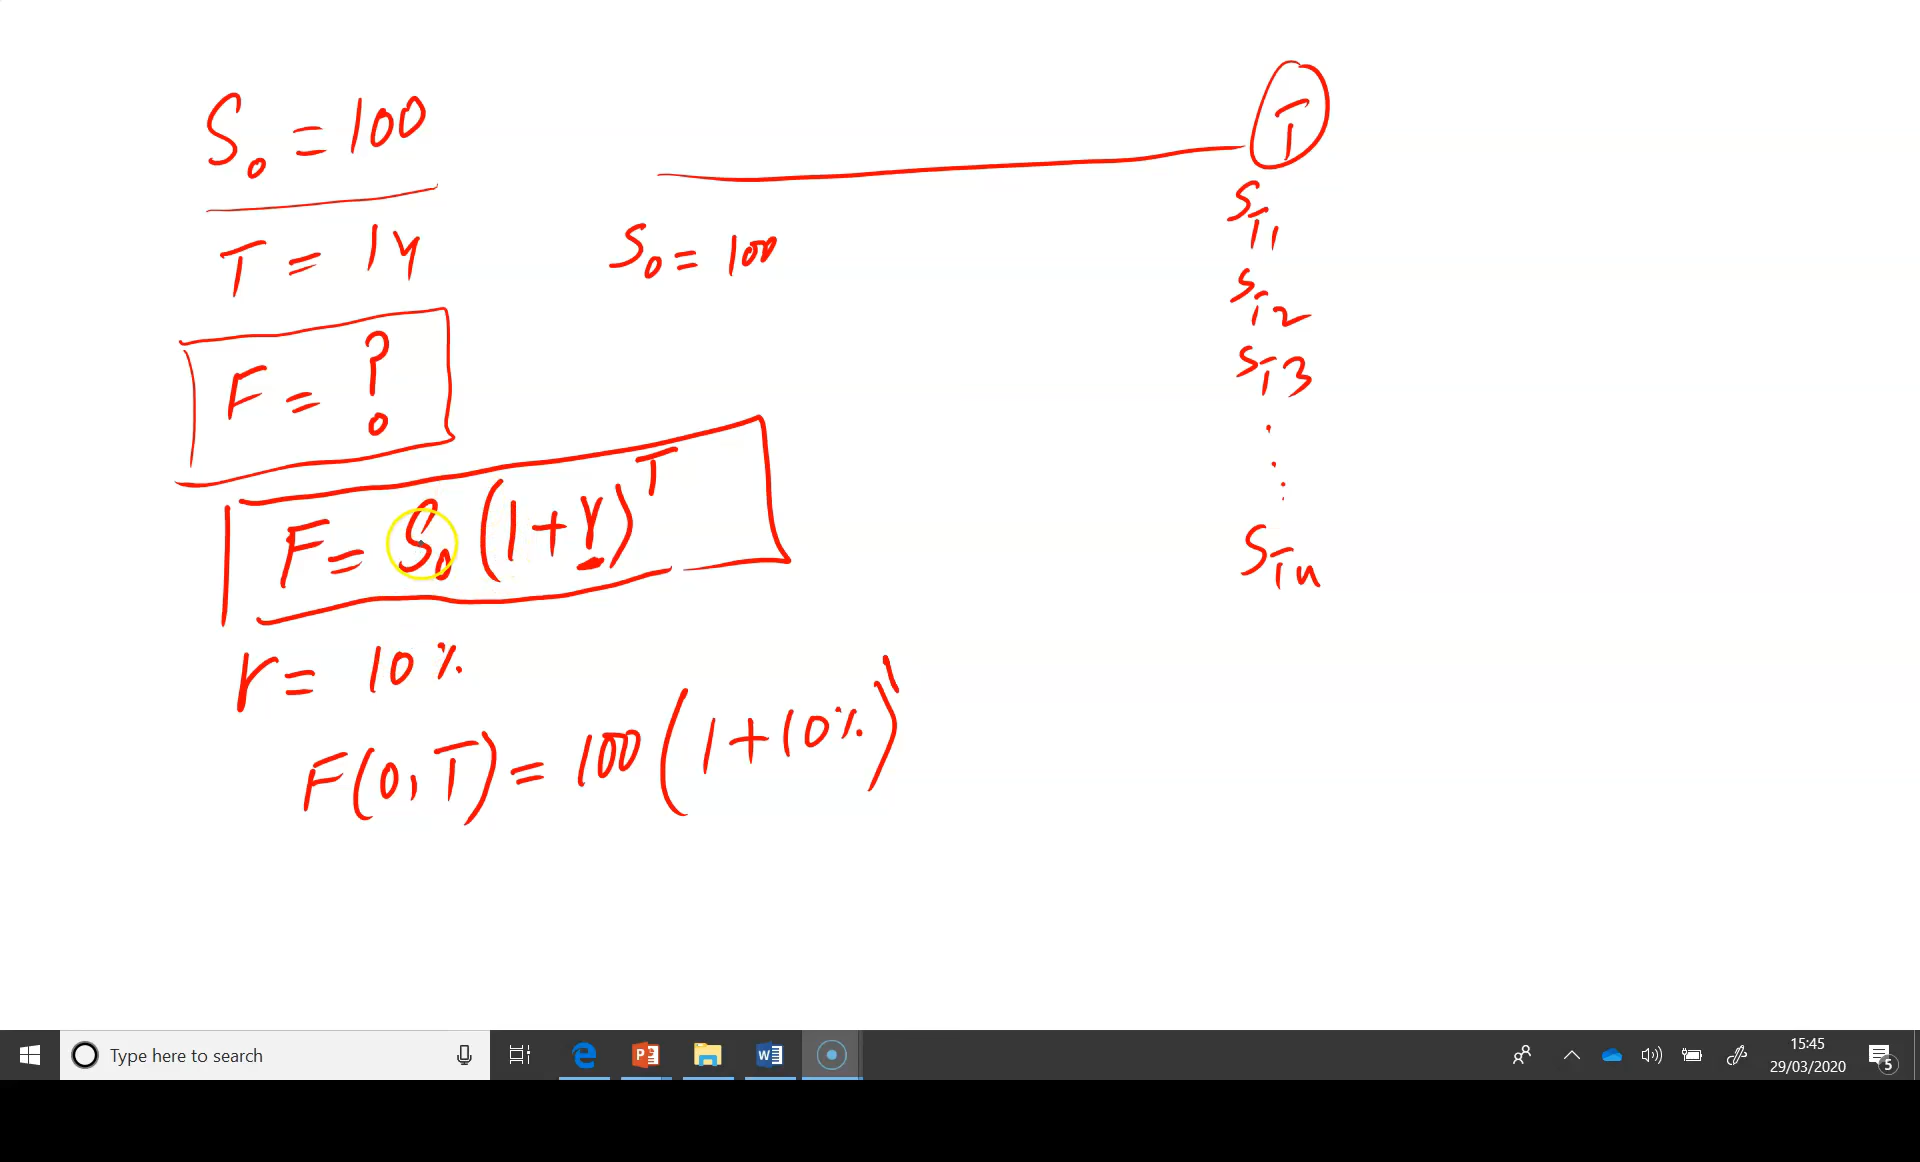 S₀ = 100
T = 1Y
F = ?
F = S₀ (1 + r)ᵀ
r = 10%
F(0, T) = 100 (1 + 10%)¹
S₀ = 100
T
S_T1
S_T2
S_T3
.
.
.
S_Tn
Type here to search
15:45
29/03/2020
5